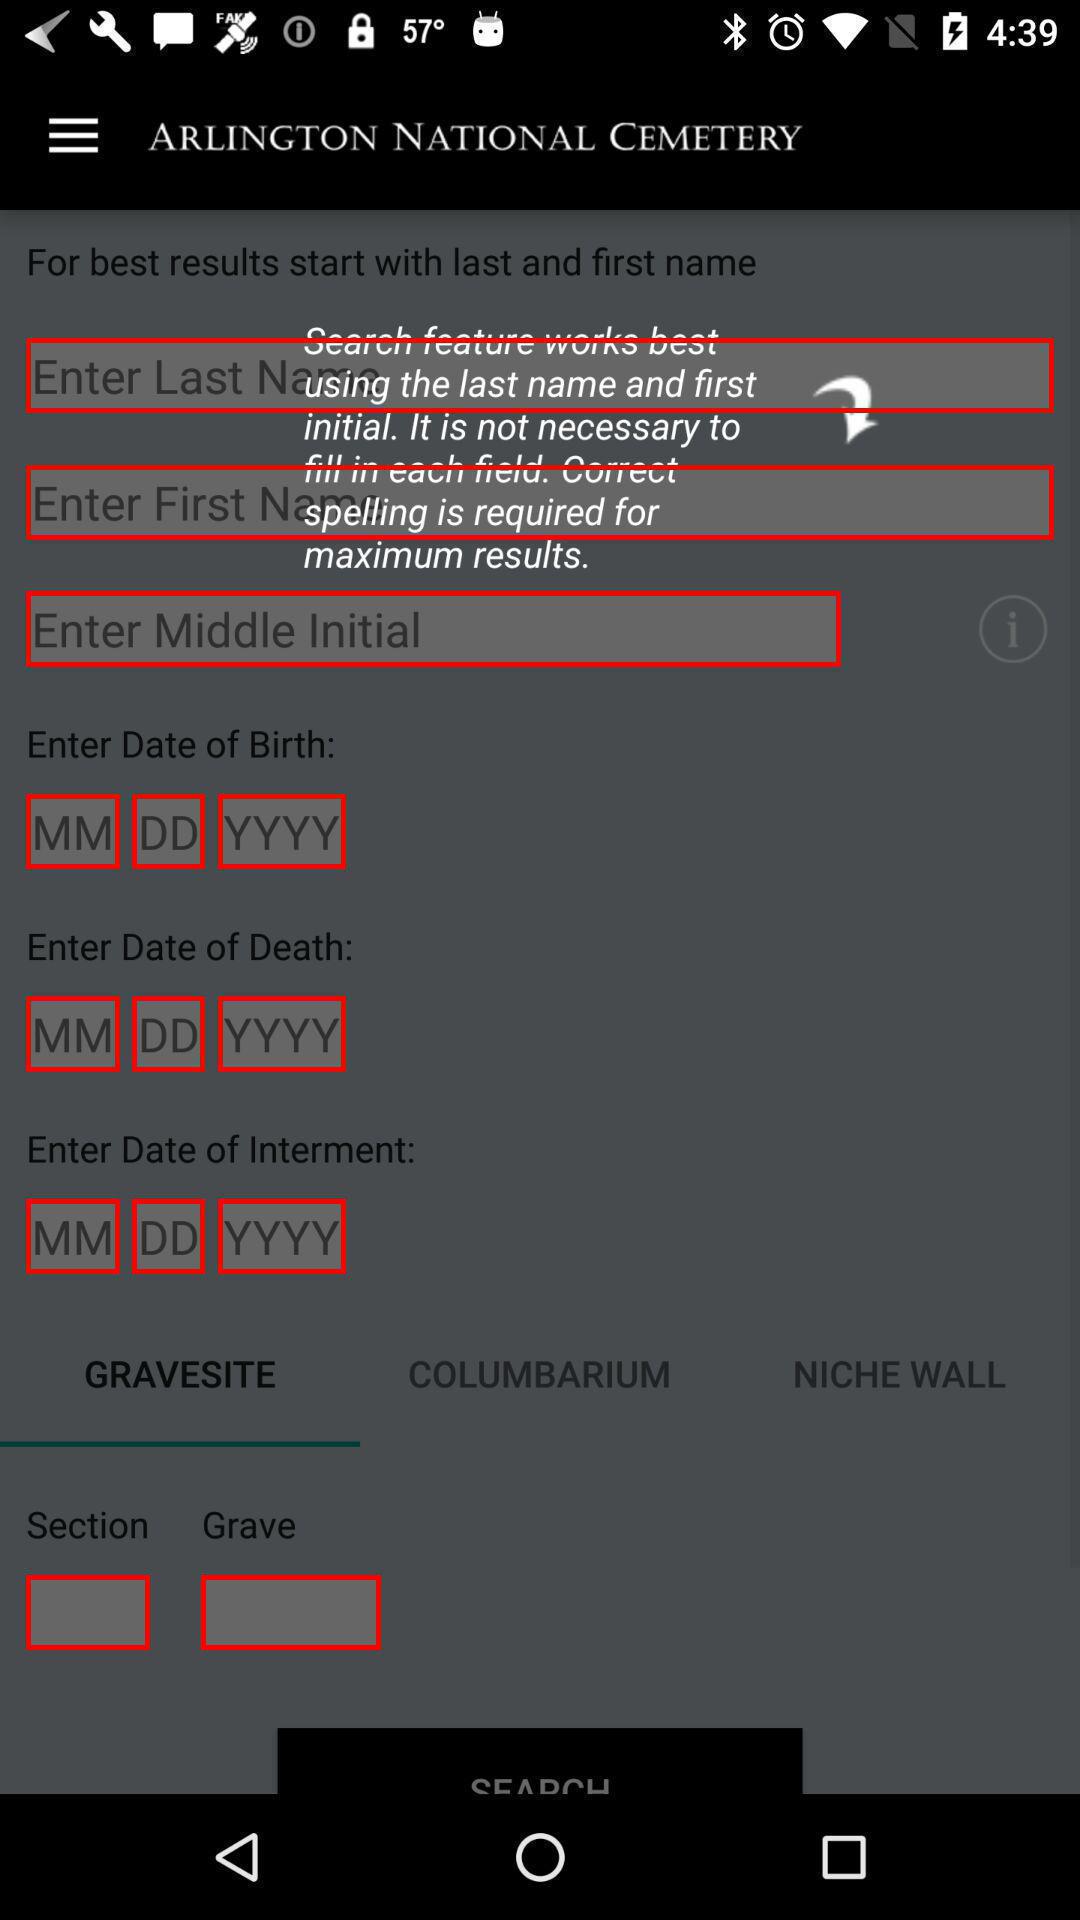 FAKE 57° 4:39
ARLINGTON NATIONAL CEMETERY
For best results start with last and first name
Enter Last Name
Search feature works best
using the last name and first
initial. It is not necessary to
fill in each field. Correct
spelling is required for
maximum results.
Enter First Name
Enter Middle Initial
i
Enter Date of Birth:
MM DD YYYY
Enter Date of Death:
MM DD YYYY
Enter Date of Interment:
MM DD YYYY
GRAVESITE COLUMBARIUM NICHE WALL
Section Grave
SEARCH